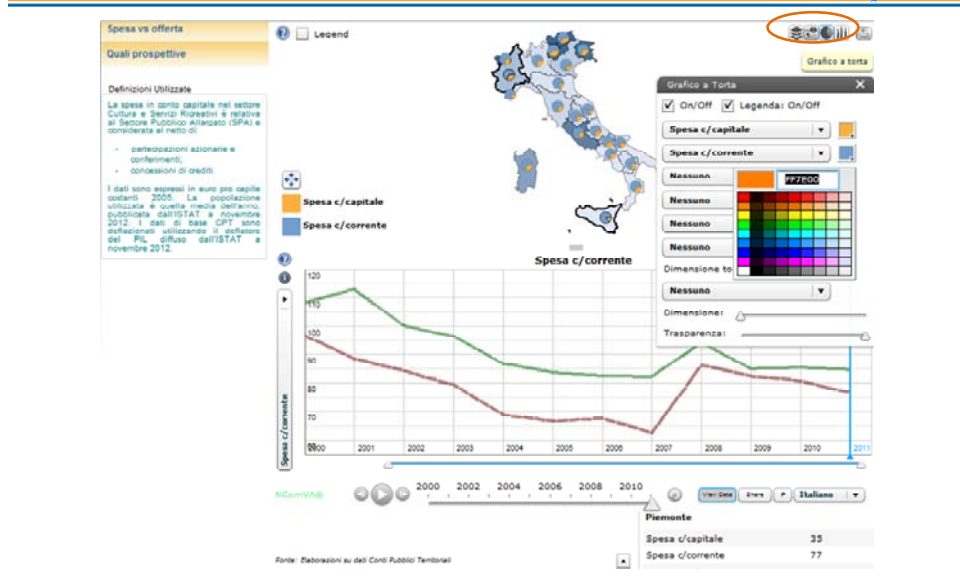 Spesa vs offerta
Quali prospettive
Definizioni Utilizzate
La spesa in conto capitale nel settore
Cultura e Servizi Ricreativi è relativa
al Settore Pubblico Allargato (SPA) e
considerata al netto di:
- partecipazioni azionarie e
conferimenti;
- concessioni di crediti.
I dati sono espressi in euro pro capite
costanti 2005. La popolazione
utilizzata è quella media dell'anno,
pubblicata dall'ISTAT a novembre
2012. I dati di base CPT sono
deflazionati utilizzando il deflatore
del PIL diffuso dall'ISTAT a
novembre 2012.
Legend
Grafico a torta
Grafico a Torta X
On/Off Legenda: On/Off
Spesa c/capitale
Spesa c/corrente
Nessuno
FF7E00
Nessuno
Nessuno
Nessuno
Dimensione to
Nessuno
Dimensione:
Trasparenza:
Spesa c/capitale
Spesa c/corrente
Spesa c/corrente
120
110
100
90
80
70
Spesa c/corrente
2001 2002 2003 2004 2005 2006 2007 2008 2009 2010 2011
NComVA
2000 2002 2004 2006 2008 2010
View Data Share P Italiano
Piemonte
Spesa c/capitale 35
Spesa c/corrente 77
Fonte: Elaborazioni su dati Conti Pubblici Territoriali